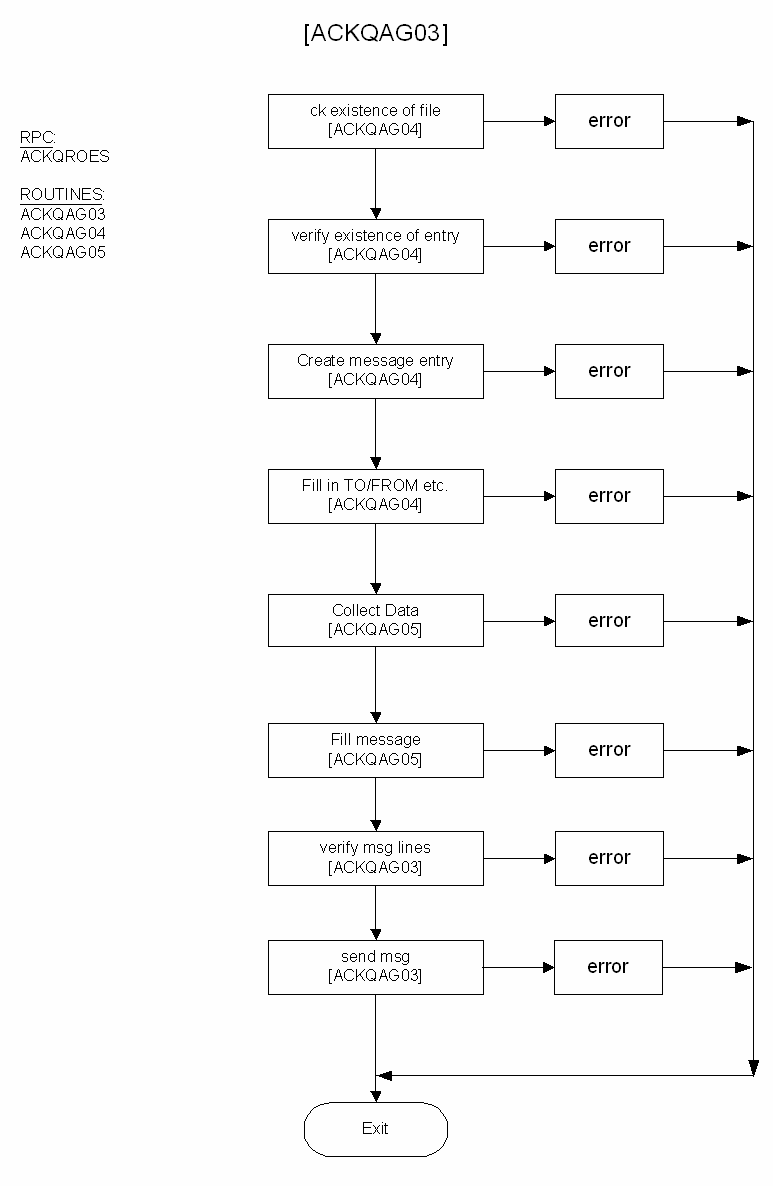 [ACKQAG03]
RPC:
ACKQROES
ROUTINES:
ACKQAG03
ACKQAG04
ACKQAG05
ck existence of file
[ACKQAG04]
error
verify existence of entry
[ACKQAG04]
error
Create message entry
[ACKQAG04]
error
Fill in TO/FROM etc.
[ACKQAG04]
error
Collect Data
[ACKQAG05]
error
Fill message
[ACKQAG05]
error
verify msg lines
[ACKQAG03]
error
send msg
[ACKQAG03]
error
Exit